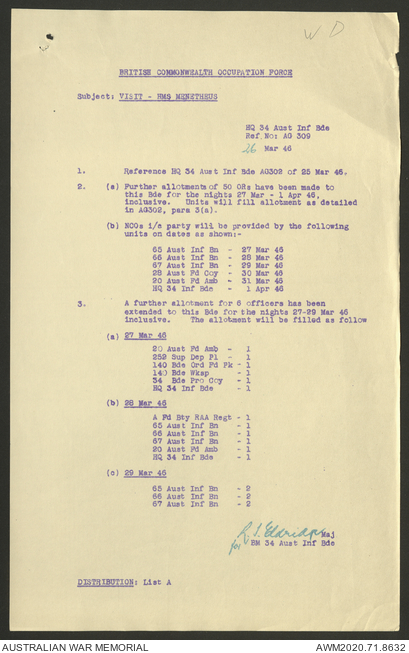 W D
BRITISH COMMONWEALTH OCCUPATION FORCE
Subject: VISIT - HMS MENETHEUS
HQ 34 Aust Inf Bde
Ref No: AG 309
26 Mar 46
1. Reference HQ 34 Aust Inf Bde AG302 of 25 Mar 46.
2. (a) Further allotments of 50 ORs have been made to
this Bde for the nights 27 Mar - 1 Apr 46,
inclusive. Units will fill allotment as detailed
in AG302, para 3(a).
(b) NCOs i/c party will be provided by the following
units on dates as shown:-
65 Aust Inf Bn - 27 Mar 46
66 Aust Inf Bn - 28 Mar 46
67 Aust Inf Bn - 29 Mar 46
28 Aust Fd Coy - 30 Mar 46
20 Aust Fd Amb - 31 Mar 46
HQ 34 Inf Bde - 1 Apr 46
3. A further allotment for 6 officers has been
extended to this Bde for the nights 27-29 Mar 46
inclusive. The allotment will be filled as follow
(a) 27 Mar 46
20 Aust Fd Amb - 1
252 Sup Dep Pl - 1
140 Bde Ord Fd Pk - 1
140 Bde Wksp - 1
34 Bde Pro Coy - 1
HQ 34 Inf Bde - 1
(b) 28 Mar 46
A Fd Bty RAA Regt - 1
65 Aust Inf Bn - 1
66 Aust Inf Bn - 1
67 Aust Inf Bn - 1
20 Aust Fd Amb - 1
HQ 34 Inf Bde - 1
(c) 29 Mar 46
65 Aust Inf Bn - 2
66 Aust Inf Bn - 2
67 Aust Inf Bn - 2
Eldridge Maj
for BM 34 Aust Inf Bde
DISTRIBUTION: List A
AUSTRALIAN WAR MEMORIAL
AWM2020.71.8632